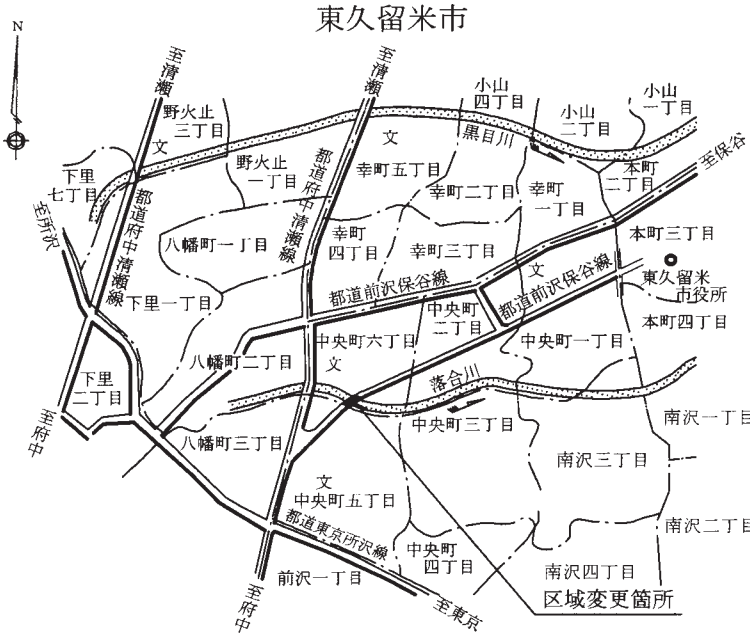 東久留米市
N
至清瀬
至清瀬
小山
四丁目
小山
二丁目
小山
一丁目
野火止
三丁目
文
文
黒目川
野火止
一丁目
下里
七丁目
都道府中清瀬線
都道府中清瀬線
幸町五丁目
幸町二丁目
幸町
一丁目
本町
二丁目
至保谷
至所沢
八幡町一丁目
幸町
四丁目
幸町三丁目
本町三丁目
文
都道前沢保谷線
都道前沢保谷線
東久留米
市役所
下里一丁目
中央町
二丁目
中央町六丁目
中央町一丁目
本町四丁目
八幡町二丁目
文
下里
二丁目
落合川
至府中
八幡町三丁目
中央町三丁目
南沢一丁目
南沢三丁目
文
中央町五丁目
都道東京所沢線
南沢二丁目
中央町
四丁目
前沢一丁目
南沢四丁目
至府中
至東京
区域変更箇所